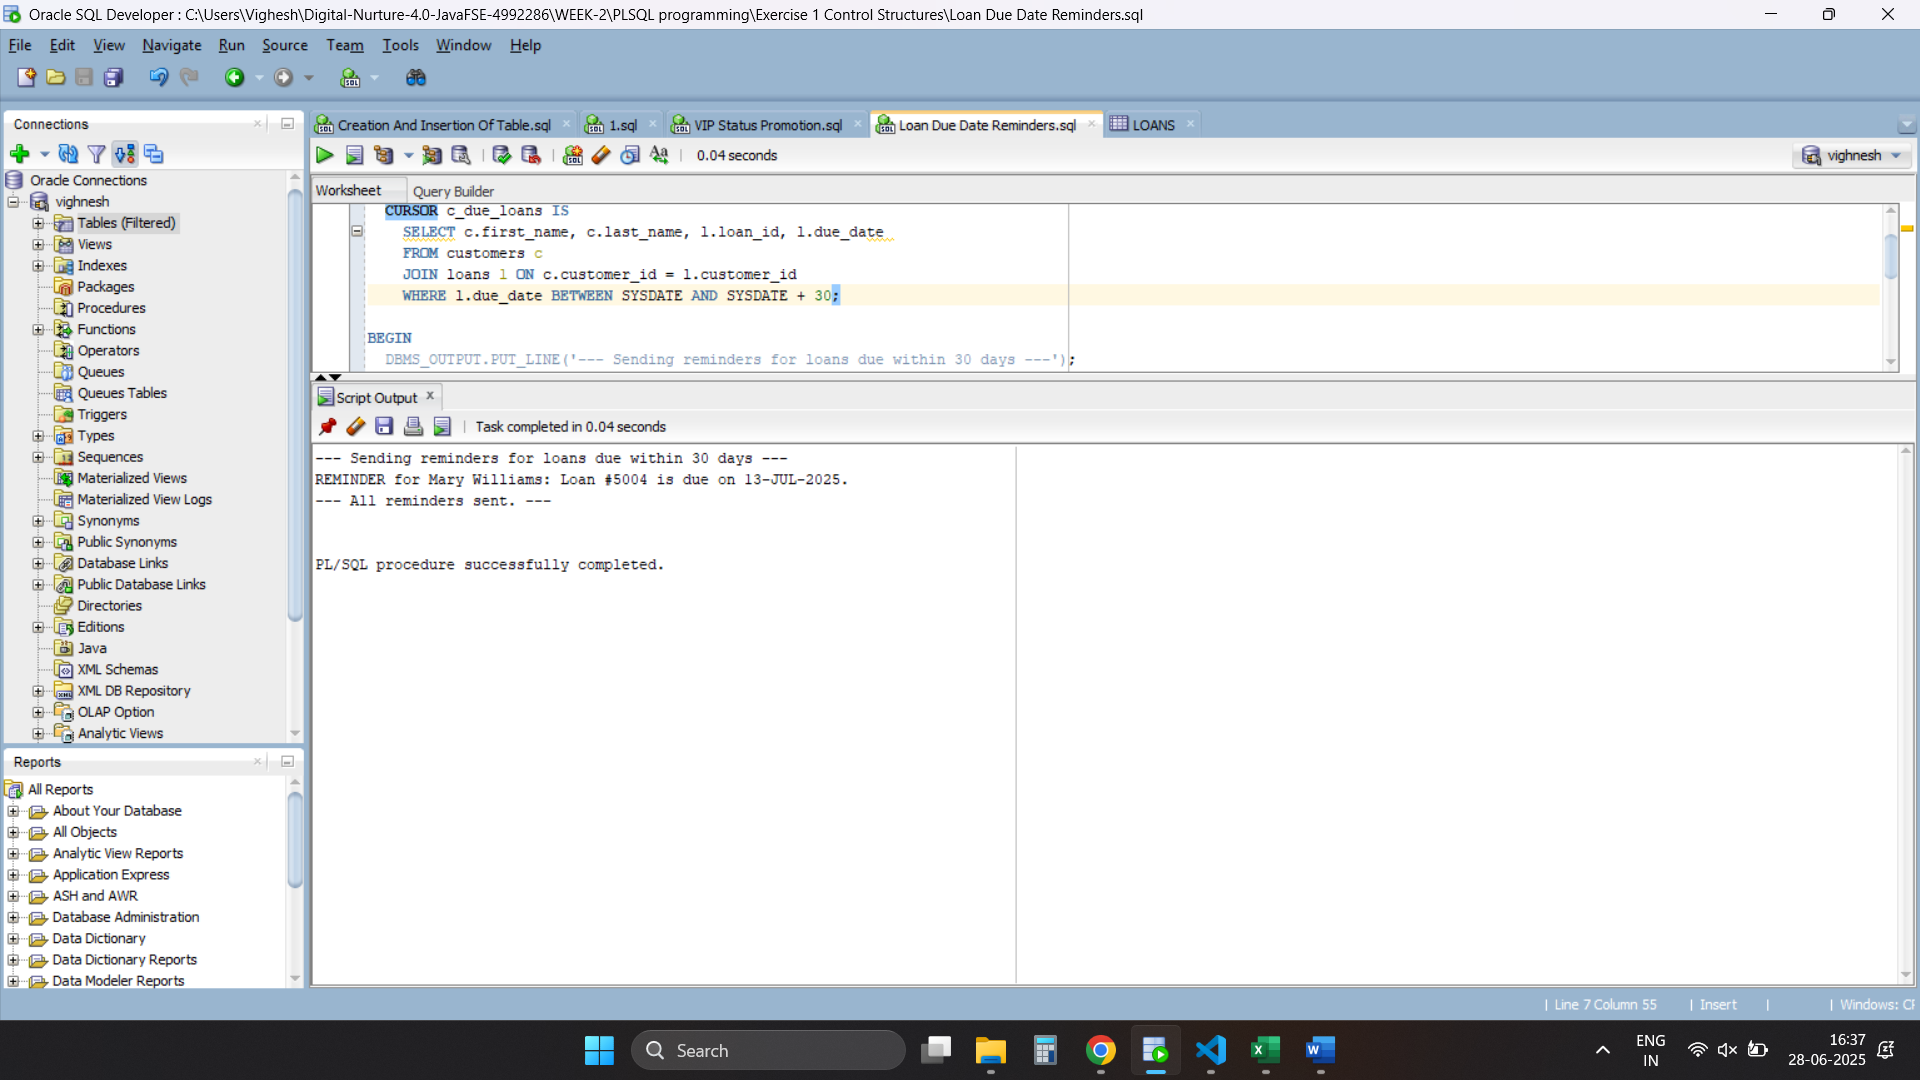 Oracle SQL Developer : C:\Users\Vighesh\Digital-Nurture-4.0-JavaFSE-4992286\WEEK-2\PLSQL programming\Exercise 1 Control Structures\Loan Due Date Reminders.sql
File Edit View Navigate Run Source Team Tools Window Help
SQL
Connections
Oracle Connections
vighnesh
Tables (Filtered)
Views
Indexes
Packages
Procedures
Functions
Operators
Queues
Queues Tables
Triggers
Types
Sequences
Materialized Views
Materialized View Logs
Synonyms
Public Synonyms
Database Links
Public Database Links
Directories
Editions
Java
XML Schemas
XML DB Repository
OLAP Option
Analytic Views
Reports
All Reports
About Your Database
All Objects
Analytic View Reports
Application Express
ASH and AWR
Database Administration
Data Dictionary
Data Dictionary Reports
Data Modeler Reports
Creation And Insertion Of Table.sql 1.sql VIP Status Promotion.sql Loan Due Date Reminders.sql LOANS
0.04 seconds vighnesh
Worksheet Query Builder
CURSOR c_due_loans IS
SELECT c.first_name, c.last_name, l.loan_id, l.due_date
FROM customers c
JOIN loans l ON c.customer_id = l.customer_id
WHERE l.due_date BETWEEN SYSDATE AND SYSDATE + 30;
BEGIN
DBMS_OUTPUT.PUT_LINE('--- Sending reminders for loans due within 30 days ---');
Script Output
Task completed in 0.04 seconds
--- Sending reminders for loans due within 30 days ---
REMINDER for Mary Williams: Loan #5004 is due on 13-JUL-2025.
--- All reminders sent. ---
PL/SQL procedure successfully completed.
Line 7 Column 55 Insert Windows: CF
Search
ENG
IN
16:37
28-06-2025